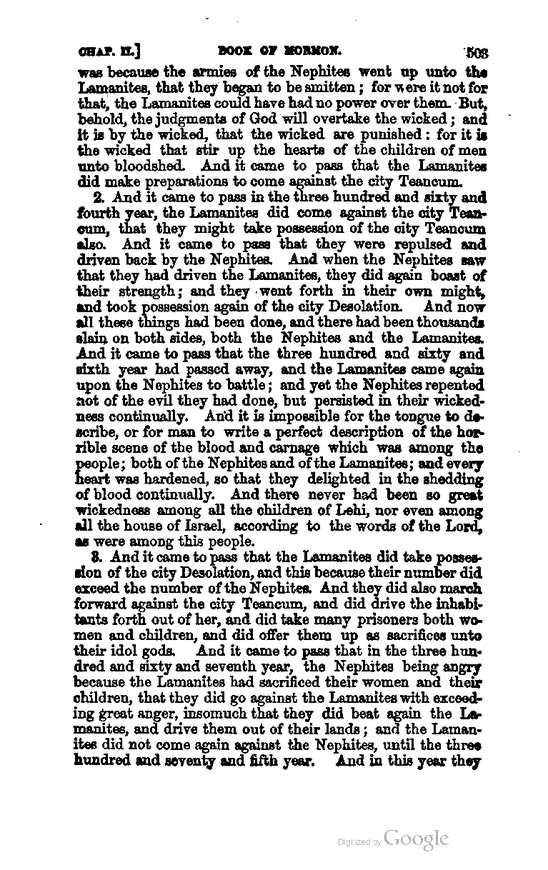 CHAP. II.] BOOK OF MORMON. 503
was because the armies of the Nephites went up unto the
Lamanites, that they began to be smitten; for were it not for
that, the Lamanites could have had no power over them. But,
behold, the judgments of God will overtake the wicked; and
it is by the wicked, that the wicked are punished: for it is
the wicked that stir up the hearts of the children of men
unto bloodshed. And it came to pass that the Lamanites
did make preparations to come against the city Teancum.
2. And it came to pass in the three hundred and sixty and
fourth year, the Lamanites did come against the city Tean-
cum, that they might take possession of the city Teancum
also. And it came to pass that they were repulsed and
driven back by the Nephites. And when the Nephites saw
that they had driven the Lamanites, they did again boast of
their strength; and they went forth in their own might,
and took possession again of the city Desolation. And now
all these things had been done, and there had been thousands
slain on both sides, both the Nephites and the Lamanites.
And it came to pass that the three hundred and sixty and
sixth year had passed away, and the Lamanites came again
upon the Nephites to battle; and yet the Nephites repented
not of the evil they had done, but persisted in their wicked-
ness continually. And it is impossible for the tongue to de-
scribe, or for man to write a perfect description of the hor-
rible scene of the blood and carnage which was among the
people; both of the Nephites and of the Lamanites; and every
heart was hardened, so that they delighted in the shedding
of blood continually. And there never had been so great
wickedness among all the children of Lehi, nor even among
all the house of Israel, according to the words of the Lord,
as were among this people.
3. And it came to pass that the Lamanites did take posses-
sion of the city Desolation, and this because their number did
exceed the number of the Nephites. And they did also march
forward against the city Teancum, and did drive the inhabi-
tants forth out of her, and did take many prisoners both wo-
men and children, and did offer them up as sacrifices unto
their idol gods. And it came to pass that in the three hun-
dred and sixty and seventh year, the Nephites being angry
because the Lamanites had sacrificed their women and their
children, that they did go against the Lamanites with exceed-
ing great anger, insomuch that they did beat again the La-
manites, and drive them out of their lands; and the Laman-
ites did not come again against the Nephites, until the three
hundred and seventy and fifth year. And in this year they
Digitized by Google